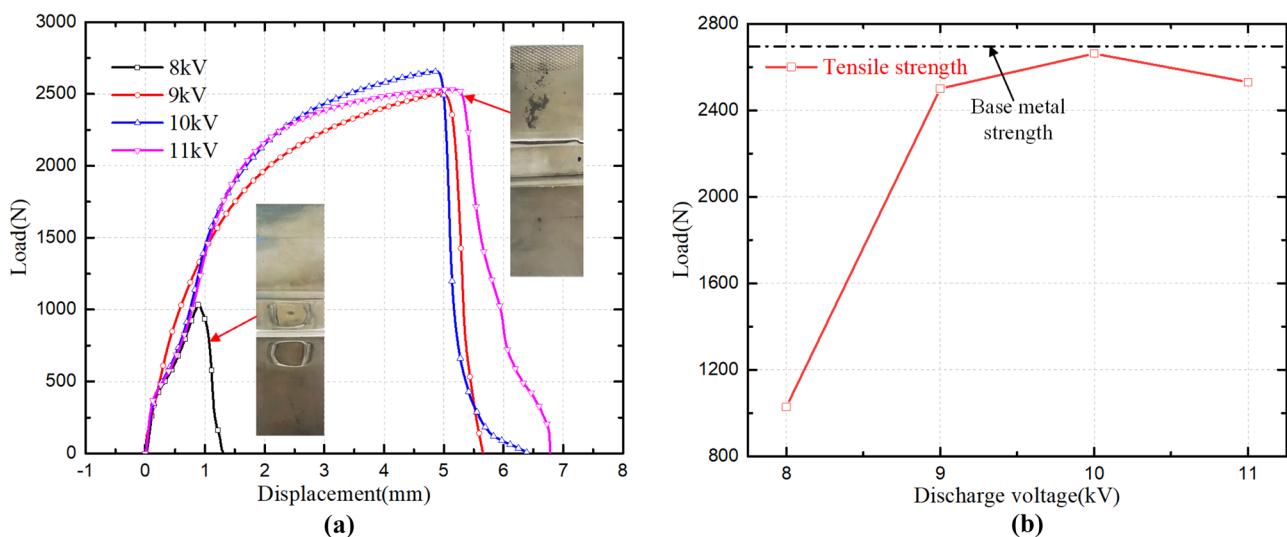 3000
2500
2000
1500
1000
500
0
-1 0 1 2 3 4 5 6 7 8
Load(N)
Displacement(mm)
8kV
9kV
10kV
11kV
(a)
2800
2400
2000
1600
1200
800
8 9 10 11
Load(N)
Discharge voltage(kV)
Tensile strength
Base metal
strength
(b)